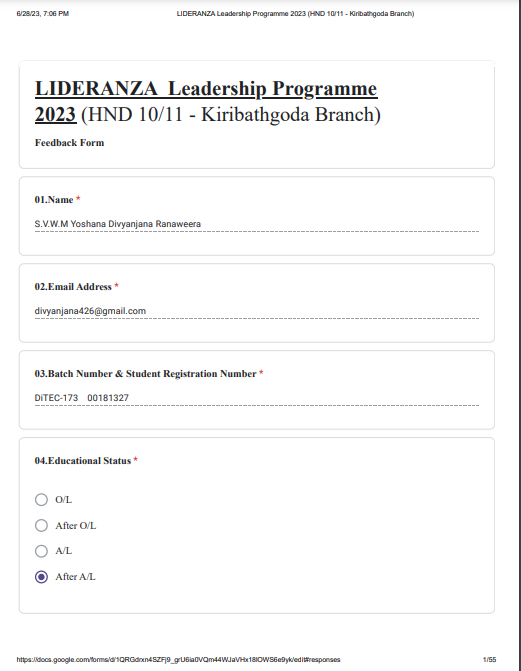 6/28/23, 7:06 PM LIDERANZA Leadership Programme 2023 (HND 10/11 - Kiribathgoda Branch)
LIDERANZA Leadership Programme
2023 (HND 10/11 - Kiribathgoda Branch)
Feedback Form
01.Name *
S.V.W.M Yoshana Divyanjana Ranaweera
02.Email Address *
divyanjana426@gmail.com
03.Batch Number & Student Registration Number *
DiTEC-173 00181327
04.Educational Status *
O/L
After O/L
A/L
After A/L
https://docs.google.com/forms/d/1QRGdrxn4SZFj9_grU6ia0VQm44WJaVHx18IOWS6e9yk/edit#responses 1/55